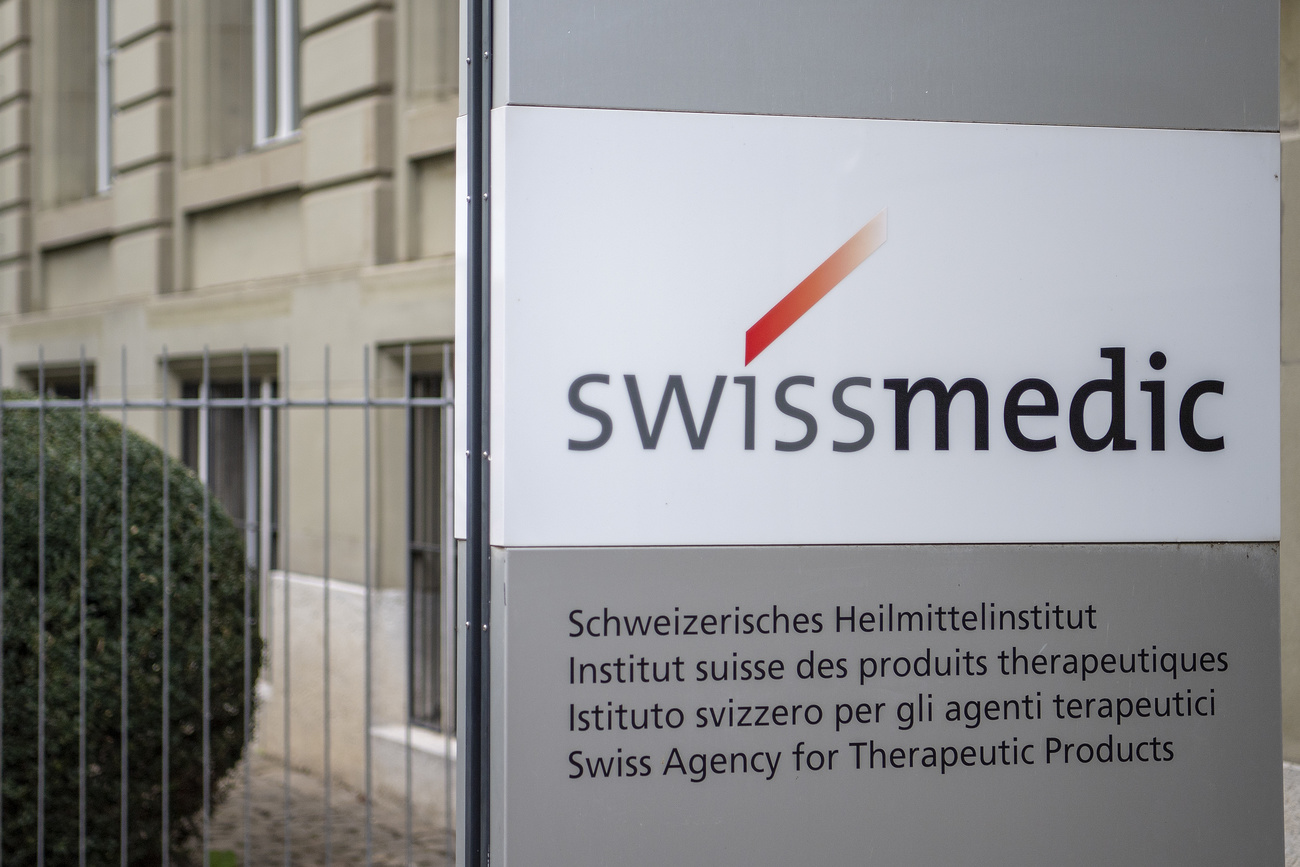 swissmedic
Schweizerisches Heilmittelinstitut
Institut suisse des produits therapeutiques
Istituto svizzero per gli agenti terapeutici
Swiss Agency for Therapeutic Products